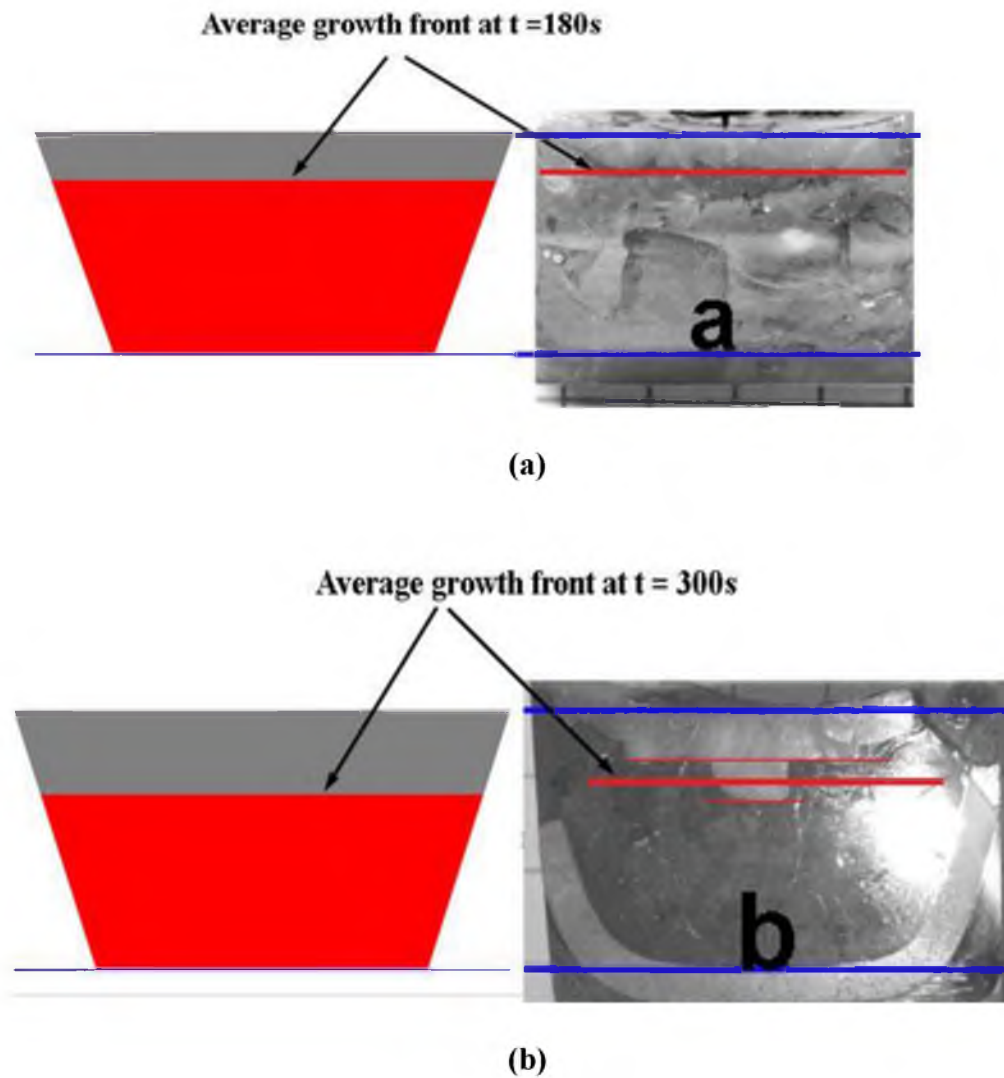 Average growth front at t =180s
a
(a)
Average growth front at t = 300s
b
(b)